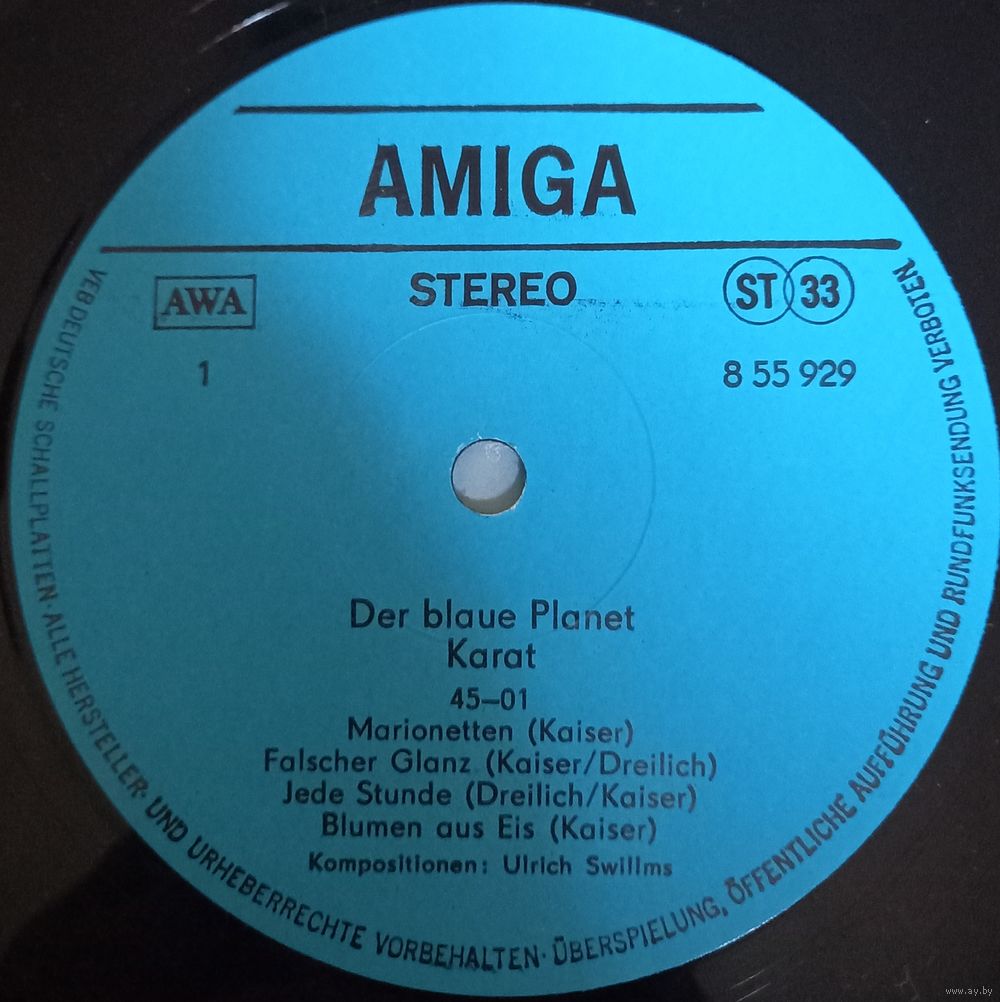 AMIGA
AWA
STEREO
ST 33
1
8 55 929
Der blaue Planet
Karat
45—01
Marionetten (Kaiser)
Falscher Glanz (Kaiser/Dreilich)
Jede Stunde (Dreilich/Kaiser)
Blumen aus Eis (Kaiser)
Kompositionen: Ulrich Swillms
VEB DEUTSCHE SCHALLPLATTEN · ALLE HERSTELLER- UND URHEBERRECHTE VORBEHALTEN · ÜBERSPIELUNG, ÖFFENTLICHE AUFFÜHRUNG UND RUNDFUNKSENDUNG VERBOTEN.
www.ay.by